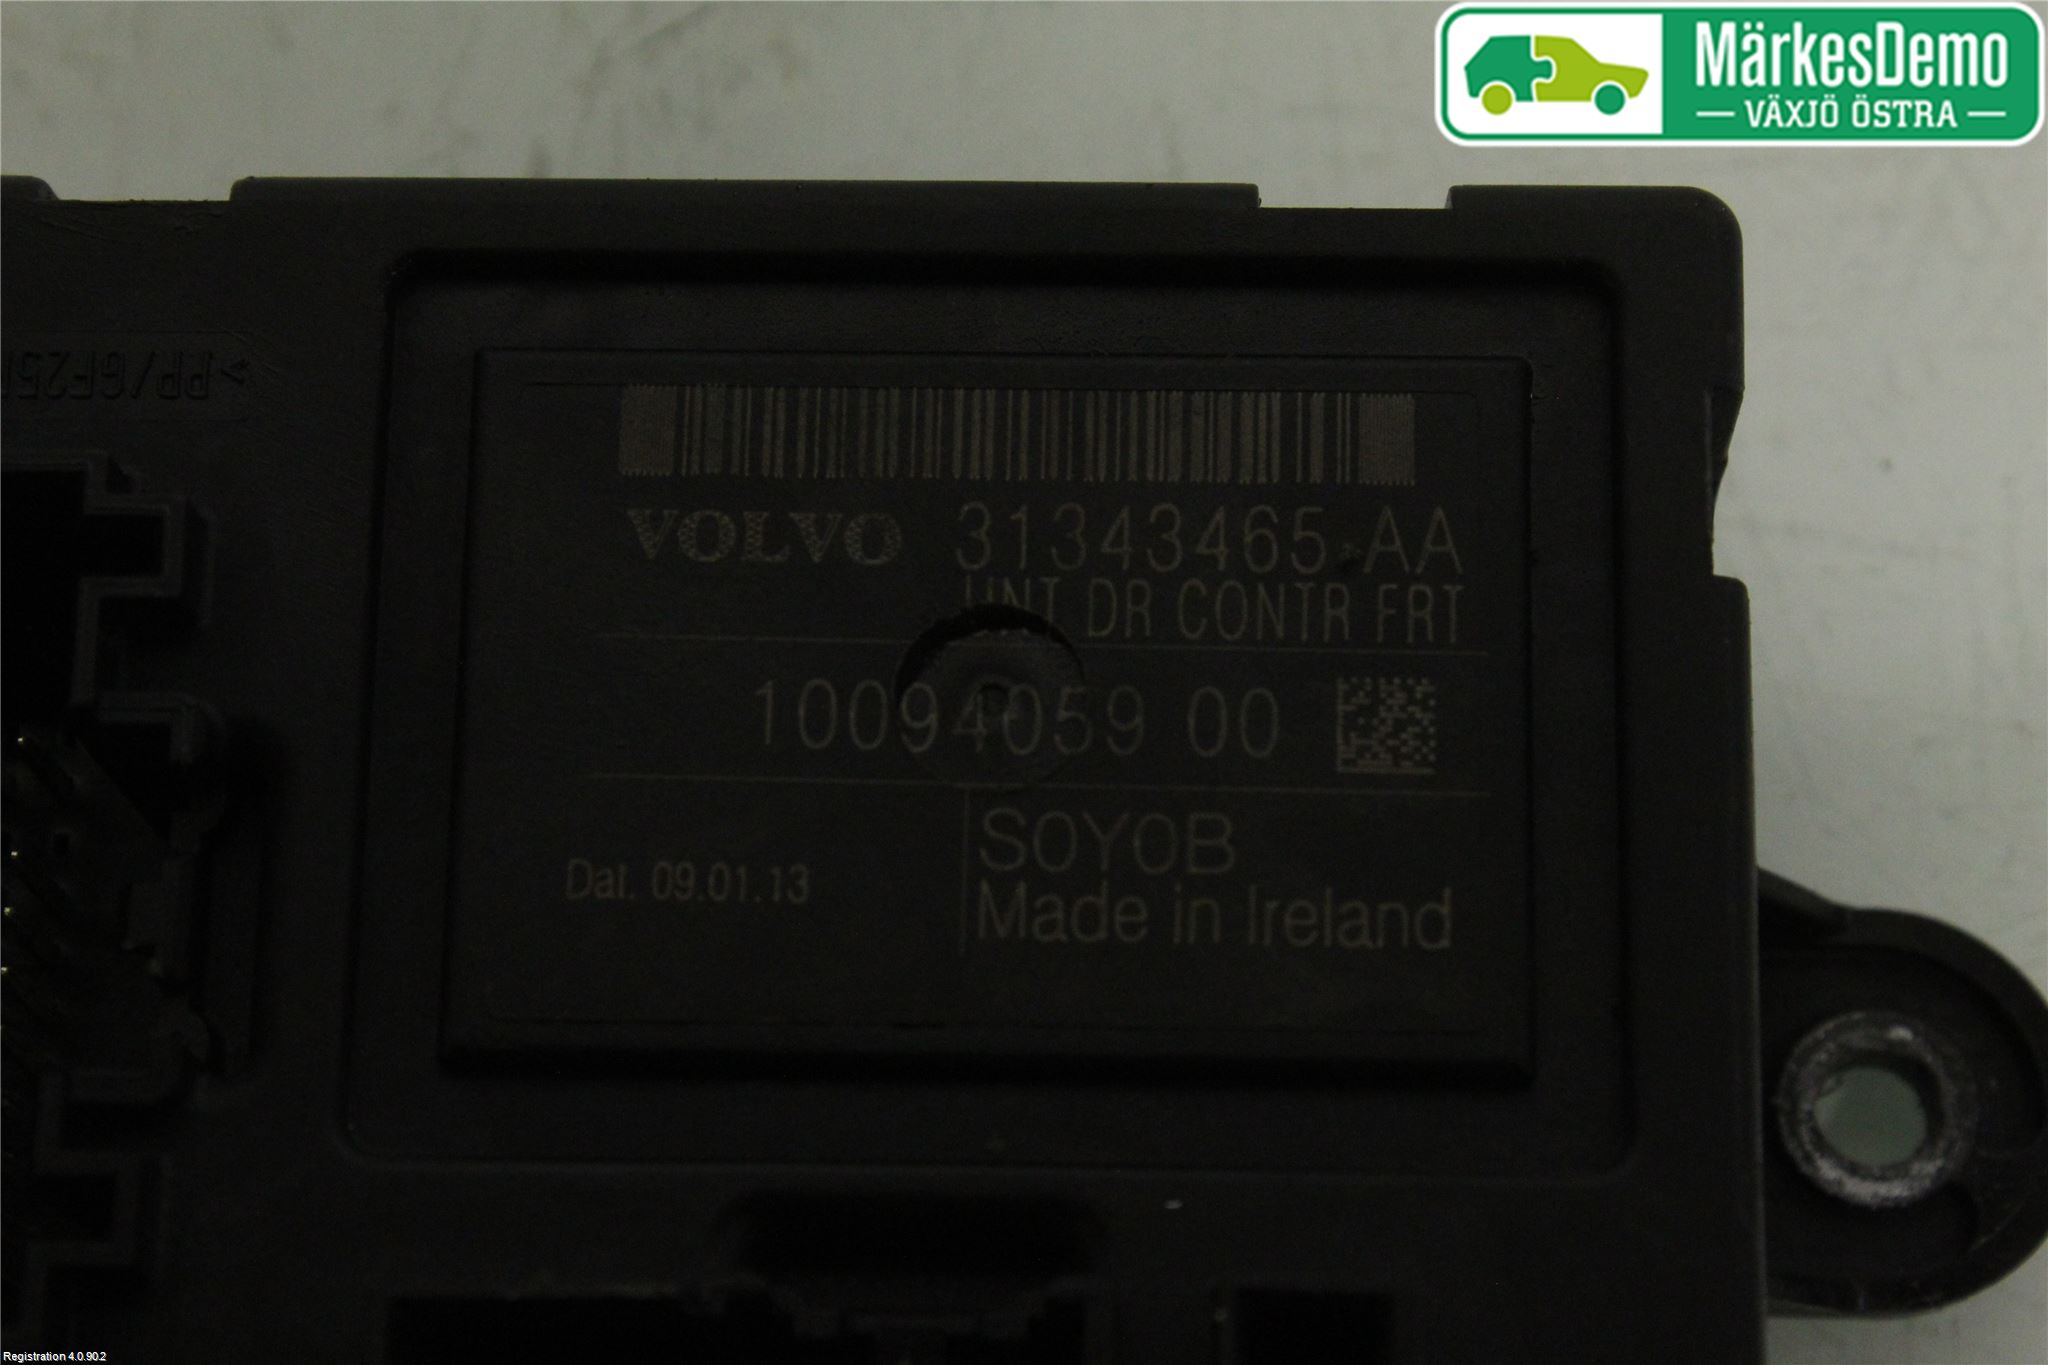 MärkesDemo
VÄXJÖ ÖSTRA
>PP/GF25
VOLVO 31343465 AA
UNT DR CONTR FRT
10094059 00
SOYOB
Dat. 09.01.13
Made in Ireland
Registration 4.0.90.2